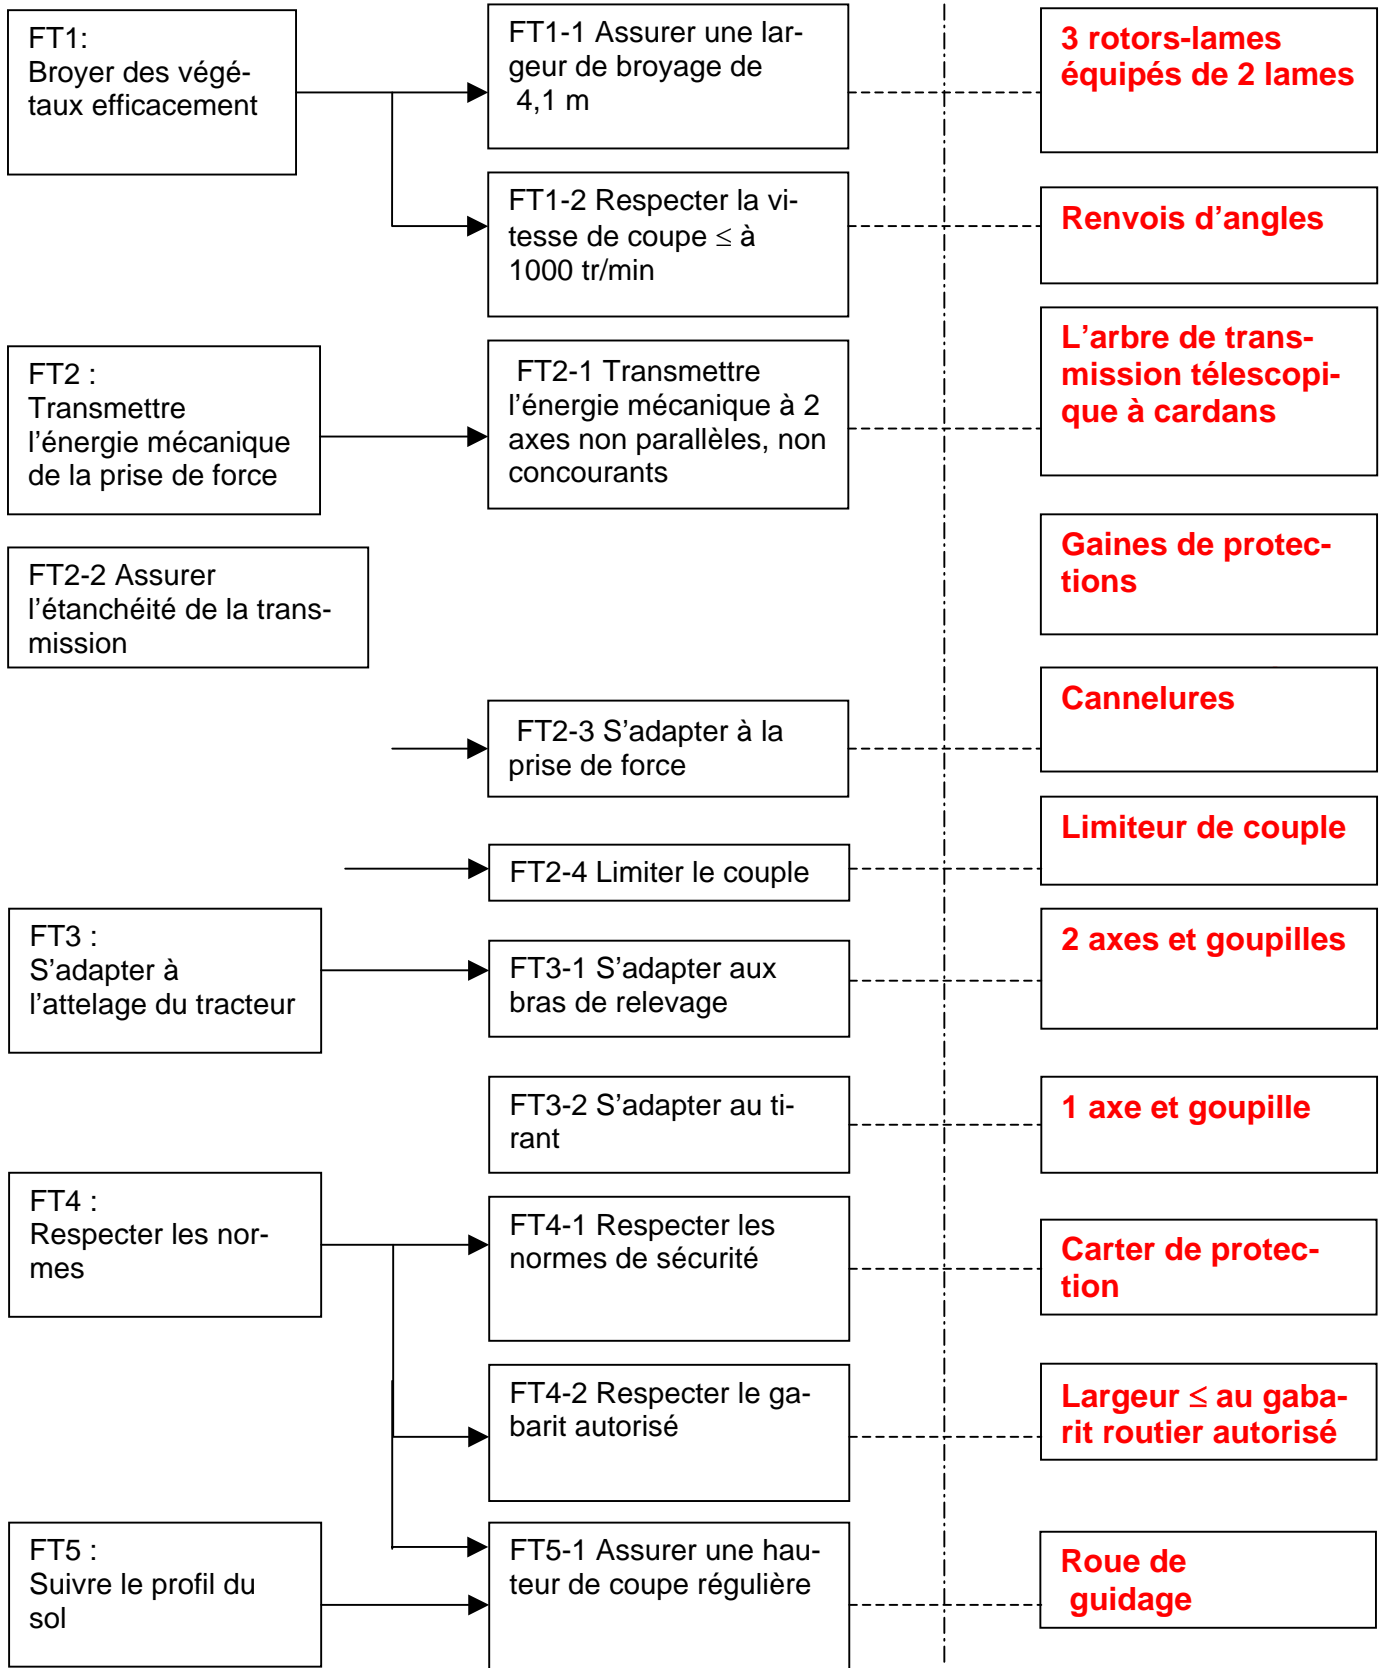 FT1:
Broyer des végé-
taux efficacement
FT1-1 Assurer une lar-
geur de broyage de
4,1 m
3 rotors-lames
équipés de 2 lames
FT1-2 Respecter la vi-
tesse de coupe ≤ à
1000 tr/min
Renvois d’angles
FT2 :
Transmettre
l’énergie mécanique
de la prise de force
FT2-1 Transmettre
l’énergie mécanique à 2
axes non parallèles, non
concourants
L’arbre de trans-
mission télescopi-
que à cardans
FT2-2 Assurer
l’étanchéité de la trans-
mission
Gaines de protec-
tions
FT2-3 S’adapter à la
prise de force
Cannelures
FT2-4 Limiter le couple
Limiteur de couple
FT3 :
S’adapter à
l’attelage du tracteur
FT3-1 S’adapter aux
bras de relevage
2 axes et goupilles
FT3-2 S’adapter au ti-
rant
1 axe et goupille
FT4 :
Respecter les nor-
mes
FT4-1 Respecter les
normes de sécurité
Carter de protec-
tion
FT4-2 Respecter le ga-
barit autorisé
Largeur ≤ au gaba-
rit routier autorisé
FT5 :
Suivre le profil du
sol
FT5-1 Assurer une hau-
teur de coupe régulière
Roue de
guidage